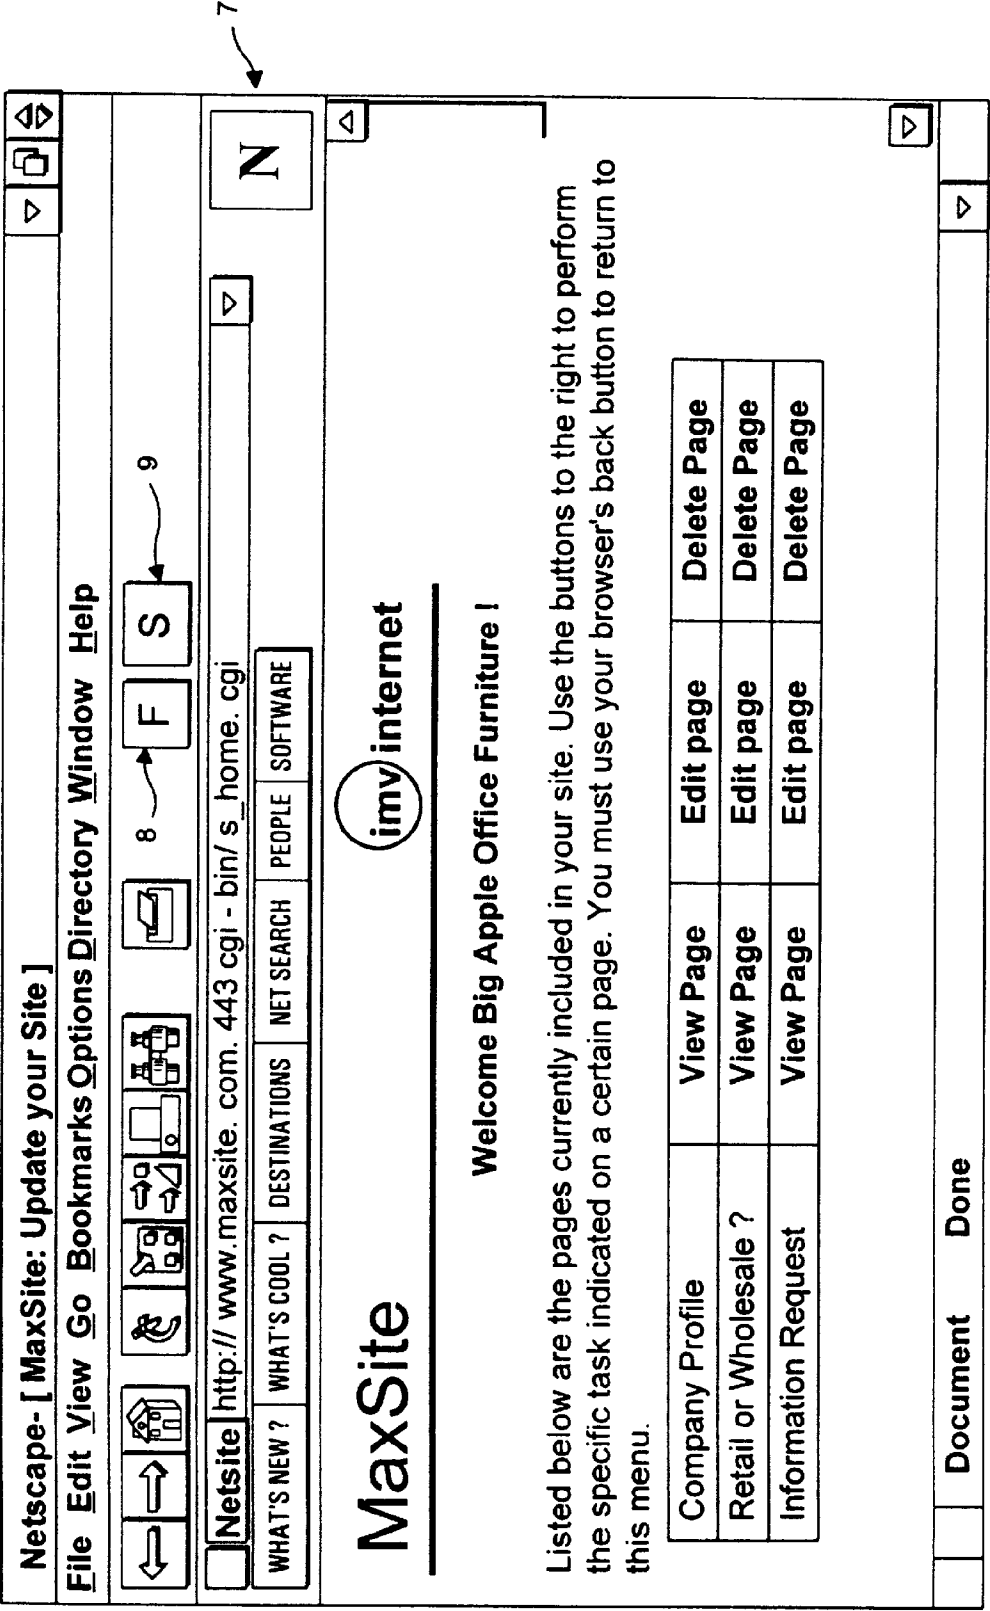 7
Netscape- [ MaxSite: Update your Site ]
File Edit View Go Bookmarks Options Directory Window Help
8 F S 9
Netsite http:// www.maxsite. com. 443 cgi - bin/ s_home. cgi
N
WHAT'S NEW ? WHAT'S COOL ? DESTINATIONS NET SEARCH PEOPLE SOFTWARE
MaxSite imv internet
Welcome Big Apple Office Furniture !
Listed below are the pages currently included in your site. Use the buttons to the right to perform
the specific task indicated on a certain page. You must use your browser's back button to return to
this menu.
Company Profile View Page Edit page Delete Page
Retail or Wholesale ? View Page Edit page Delete Page
Information Request View Page Edit page Delete Page
Document Done